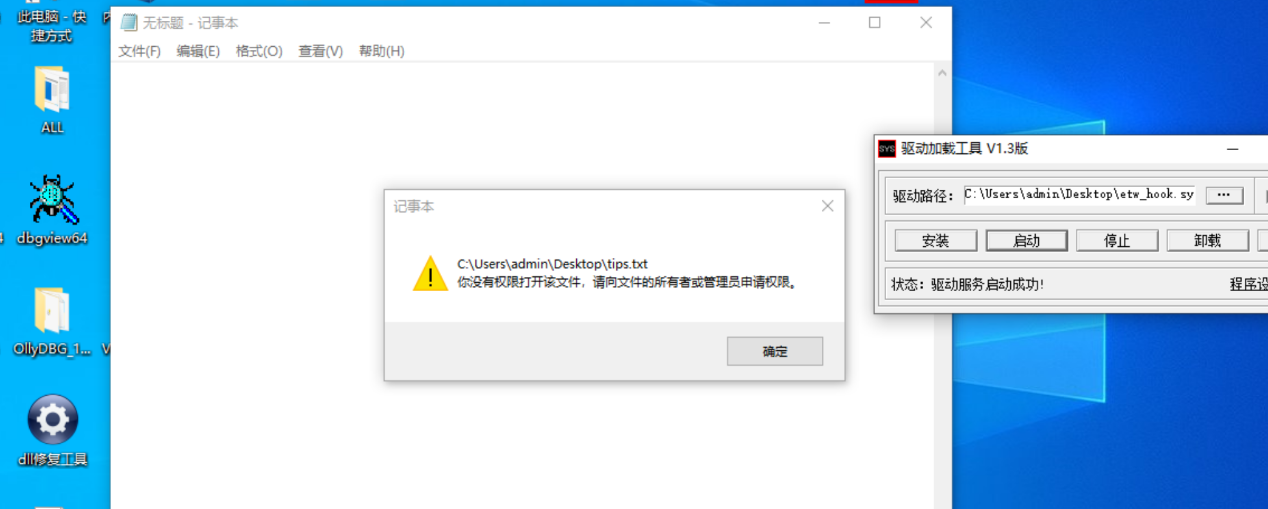 此电脑 - 快
捷方式
ALL
dbgview64
OllyDBG_1...
dll修复工具
无标题 - 记事本
文件(F) 编辑(E) 格式(O) 查看(V) 帮助(H)
记事本
C:\Users\admin\Desktop\tips.txt
你没有权限打开该文件，请向文件的所有者或管理员申请权限。
确定
SYS 驱动加载工具 V1.3版
驱动路径： C:\Users\admin\Desktop\etw_hook.sy ...
安装 启动 停止 卸载
状态：驱动服务启动成功! 程序设